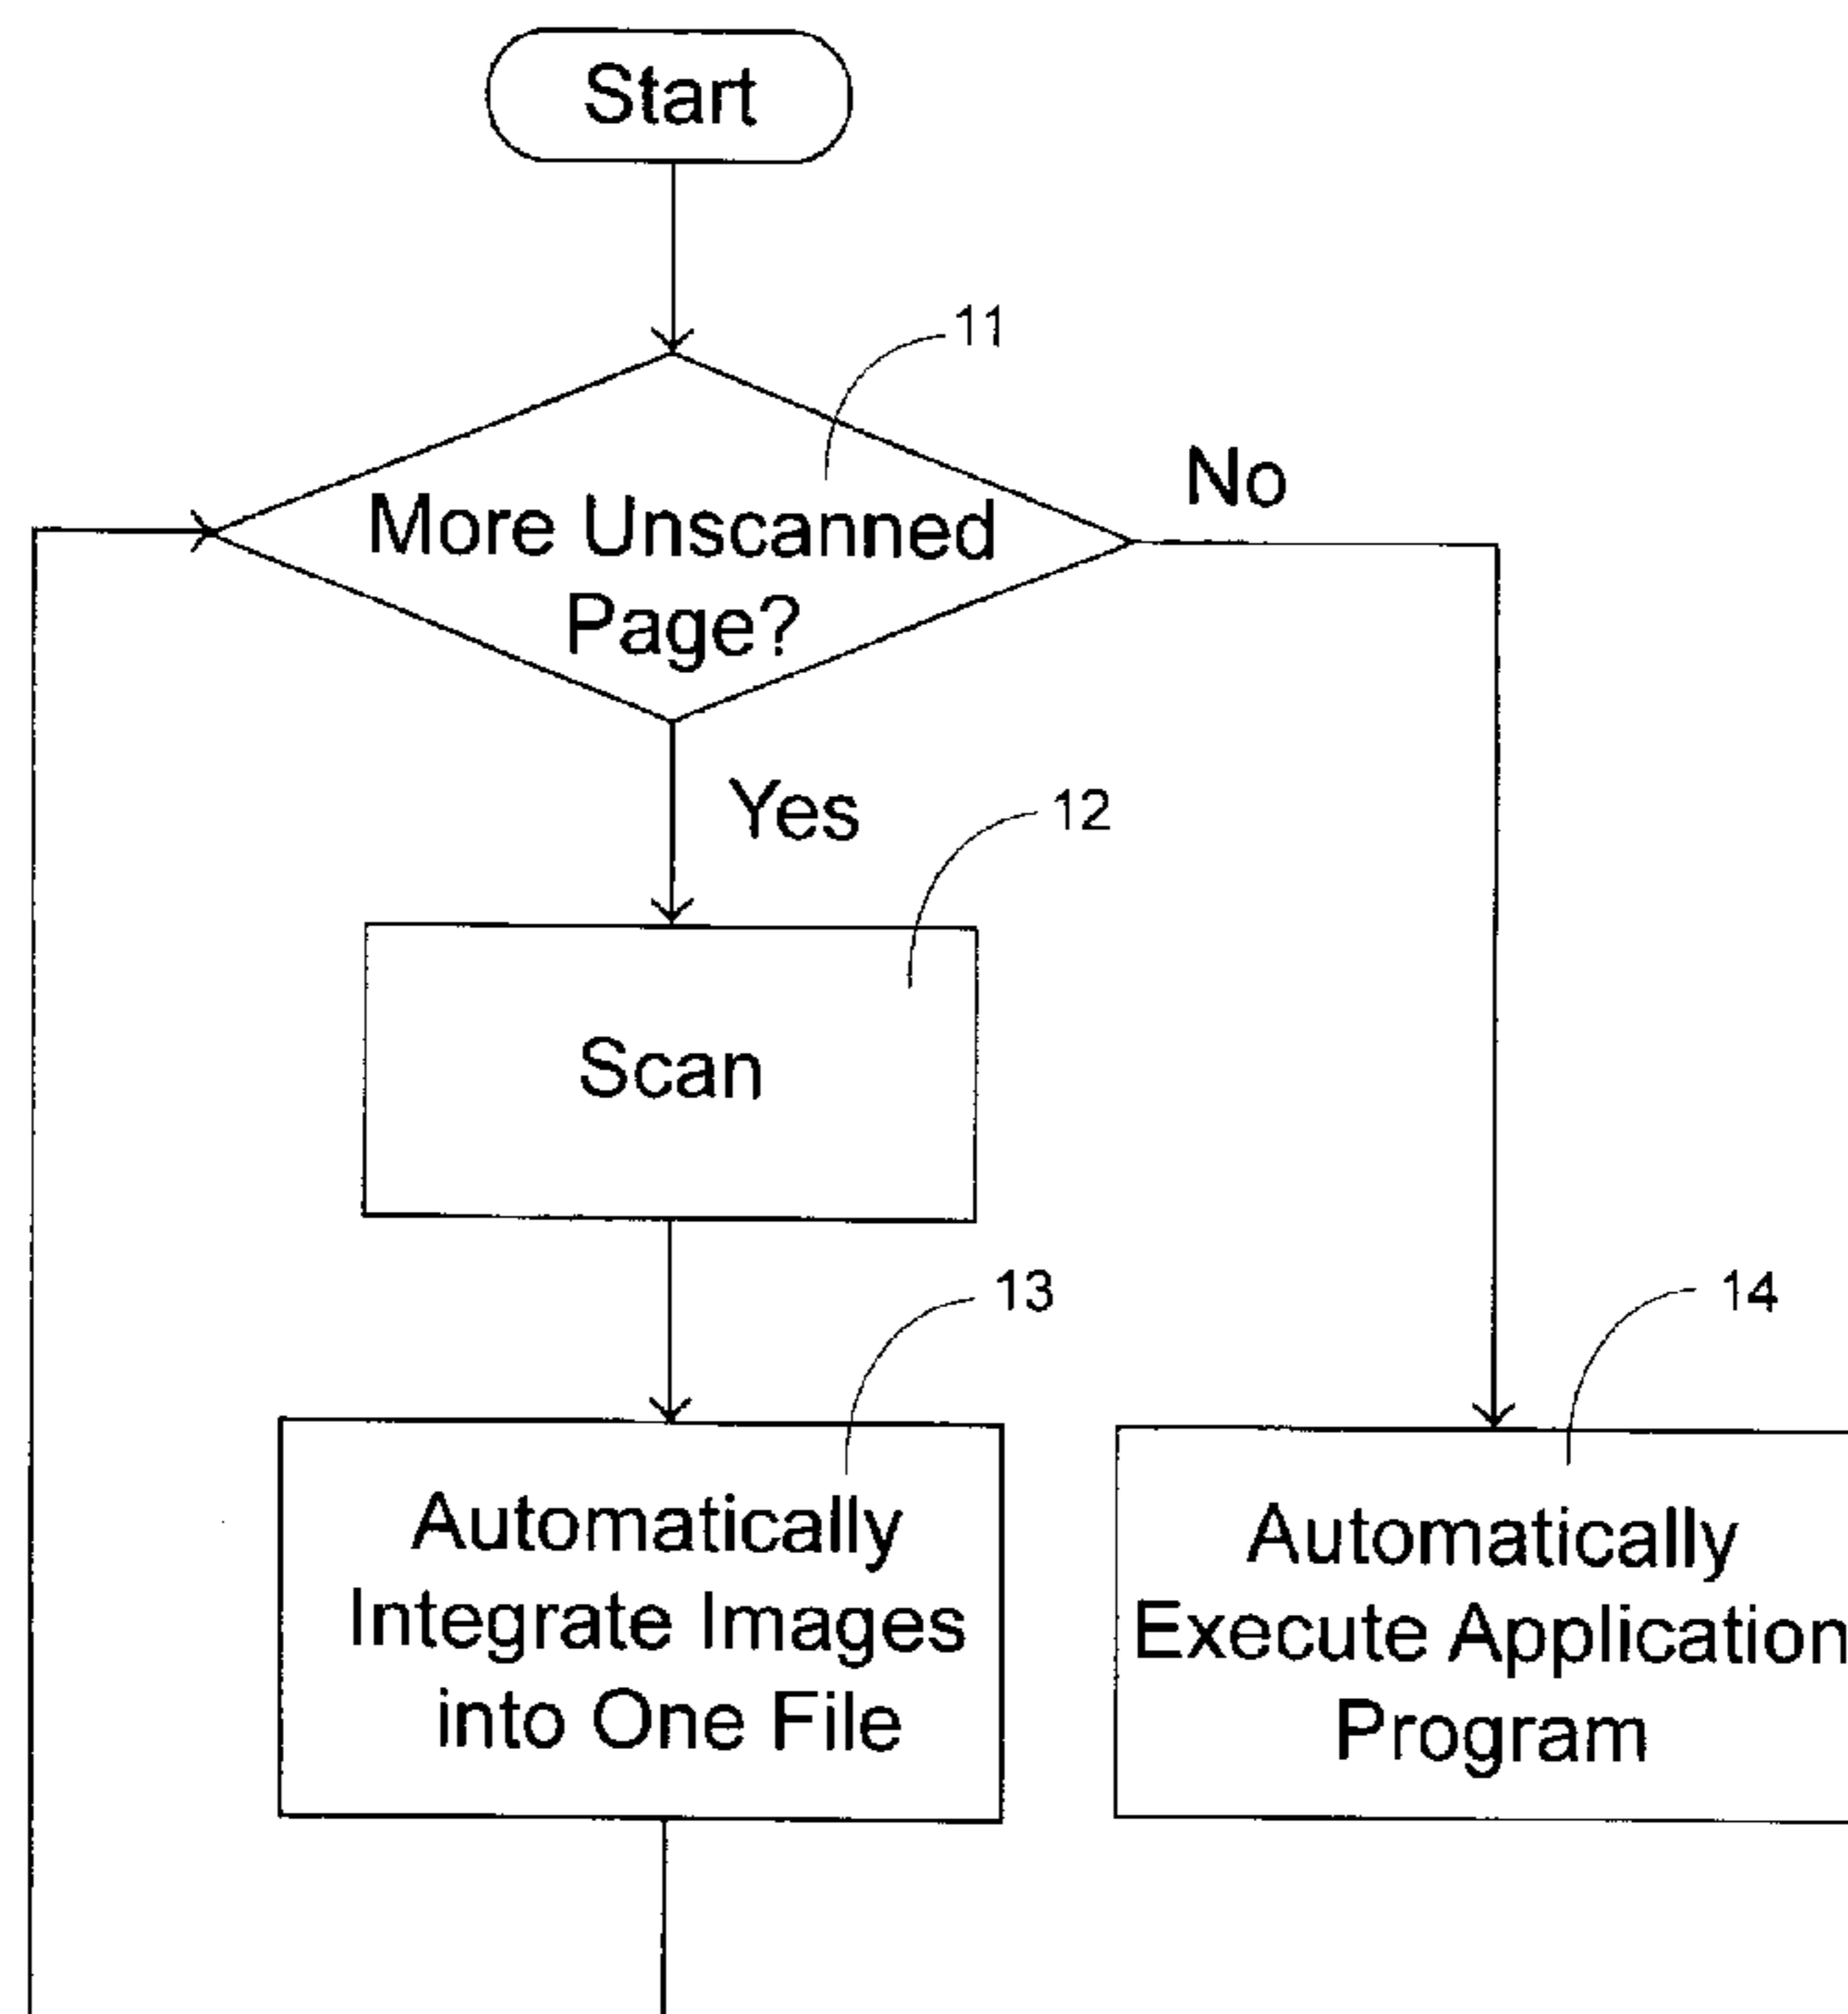 Start
11
More Unscanned
Page?
No
Yes
12
Scan
13
Automatically
Integrate Images
into One File
14
Automatically
Execute Application
Program